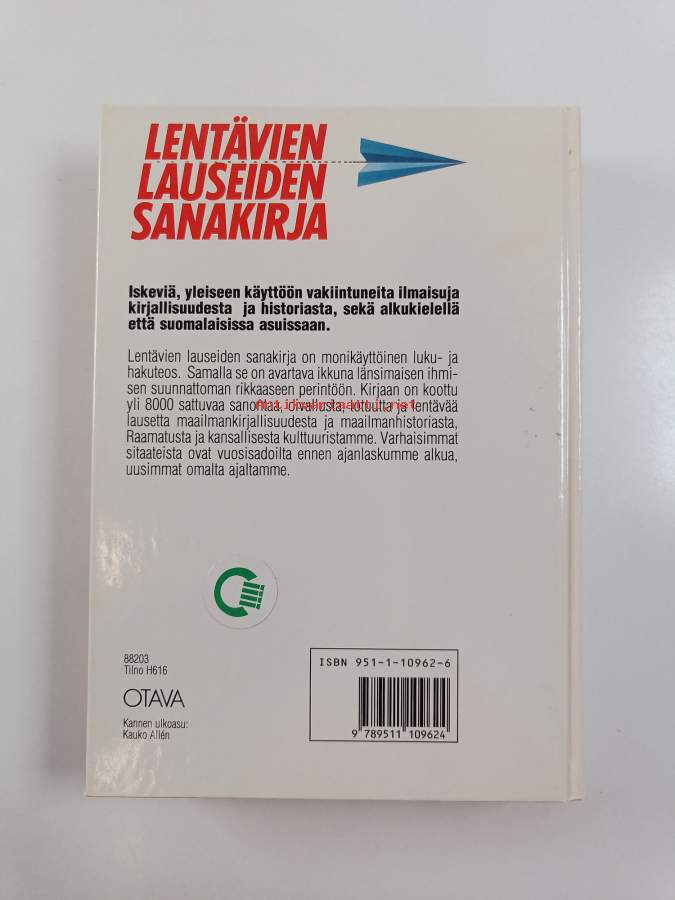 LENTÄVIEN
LAUSEIDEN
SANAKIRJA
Iskeviä, yleiseen käyttöön vakiintuneita ilmaisuja
kirjallisuudesta ja historiasta, sekä alkukielellä
että suomalaisissa asuissaan.
Lentävien lauseiden sanakirja on monikäyttöinen luku- ja
hakuteos. Samalla se on avartava ikkuna länsimaisen ihmi-
sen suunnattoman rikkaaseen perintöön. Kirjaan on koottu
yli 8000 sattuvaa sanontaa, oivallusta, totuutta ja lentävää
lausetta maailmankirjallisuudesta ja maailmanhistoriasta,
Raamatusta ja kansallisesta kulttuuristamme. Varhaisimmat
sitaateista ovat vuosisadoilta ennen ajanlaskumme alkua,
uusimmat omalta ajaltamme.
88203
Tilno H616
OTAVA
Kannen ulkoasu:
Kauko Allén
ISBN 951-1-10962-6
9 789511 109624